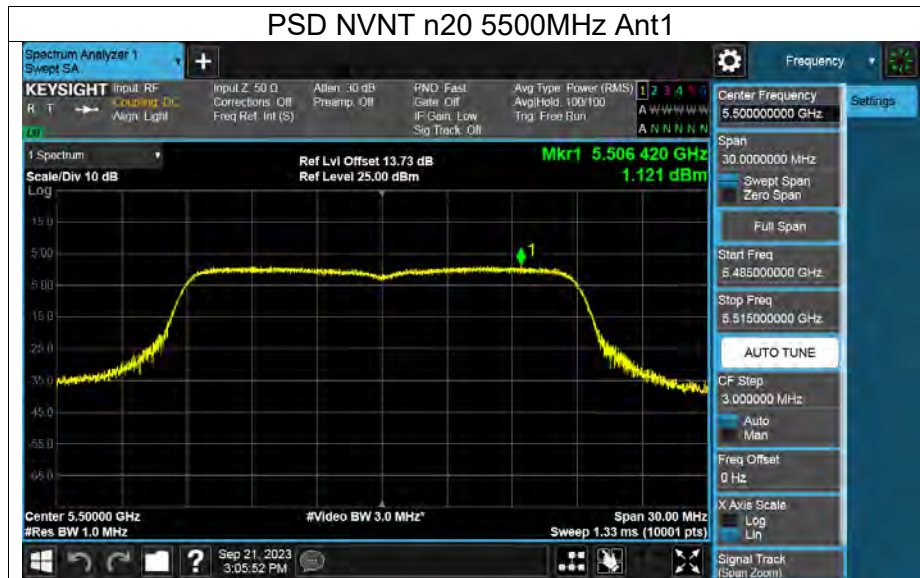 PSD NVNT n20 5500MHz Ant1
Spectrum Analyzer 1
Swept SA
+
Frequency
KEYSIGHT Input: RF
R T
Coupling: DC
Align: Light
Input Z: 50 Ω
Corrections: Off
Freq Ref: Int (S)
Atten: 30 dB
Preamp: Off
PNO: Fast
Gate: Off
IF Gain: Low
Sig Track: Off
Avg Type: Power (RMS)
Avg|Hold: 100/100
Trig: Free Run
1 2 3 4 5 6
A W W W W W
A N N N N N
1 Spectrum
Scale/Div 10 dB
Log
Ref Lvl Offset 13.73 dB
Ref Level 25.00 dBm
Mkr1 5.506 420 GHz
1.121 dBm
15.0
5.00
-5.00
-15.0
-25.0
-35.0
-45.0
-55.0
-65.0
1
Center 5.50000 GHz
#Res BW 1.0 MHz
#Video BW 3.0 MHz*
Span 30.00 MHz
Sweep 1.33 ms (10001 pts)
Center Frequency
5.500000000 GHz
Settings
Span
30.0000000 MHz
Swept Span
Zero Span
Full Span
Start Freq
5.485000000 GHz
Stop Freq
5.515000000 GHz
AUTO TUNE
CF Step
3.000000 MHz
Auto
Man
Freq Offset
0 Hz
X Axis Scale
Log
Lin
Signal Track
(Span Zoom)
?
Sep 21, 2023
3:05:52 PM